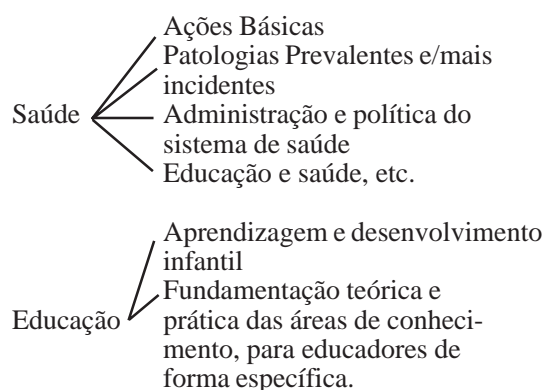 Ações Básicas
Patologias Prevalentes e/mais
incidentes
Saúde
Administração e política do
sistema de saúde
Educação e saúde, etc.
Aprendizagem e desenvolvimento
infantil
Fundamentação teórica e
Educação
prática das áreas de conheci-
mento, para educadores de
forma específica.